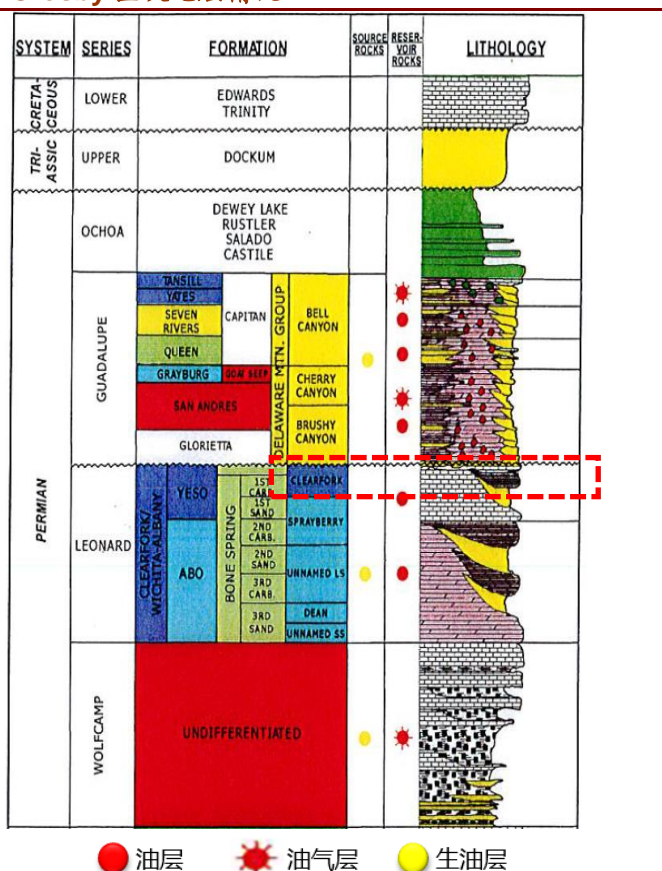 SYSTEM
SERIES
FORMATION
SOURCE
ROCKS
RESER-
VOIR
ROCKS
LITHOLOGY
CRETA-
CEOUS
LOWER
EDWARDS
TRINITY
TRI-
ASSIC
UPPER
DOCKUM
PERMIAN
OCHOA
DEWEY LAKE
RUSTLER
SALADO
CASTILE
GUADALUPE
TANSILL
YATES
SEVEN
RIVERS
QUEEN
GRAYBURG
SAN ANDRES
GLORIETTA
CAPITAN
GOAT SEEP
DELAWARE MTN. GROUP
BELL
CANYON
CHERRY
CANYON
BRUSHY
CANYON
LEONARD
CLEARFORK/
WICHITA-ALBANY
YESO
ABO
BONE SPRING
1ST
CARB.
1ST
SAND
2ND
CARB.
2ND
SAND
3RD
CARB.
3RD
SAND
CLEARFORK
SPRAYBERRY
UNNAMED LS
DEAN
UNNAMED SS
WOLFCAMP
UNDIFFERENTIATED
油层
油气层
生油层